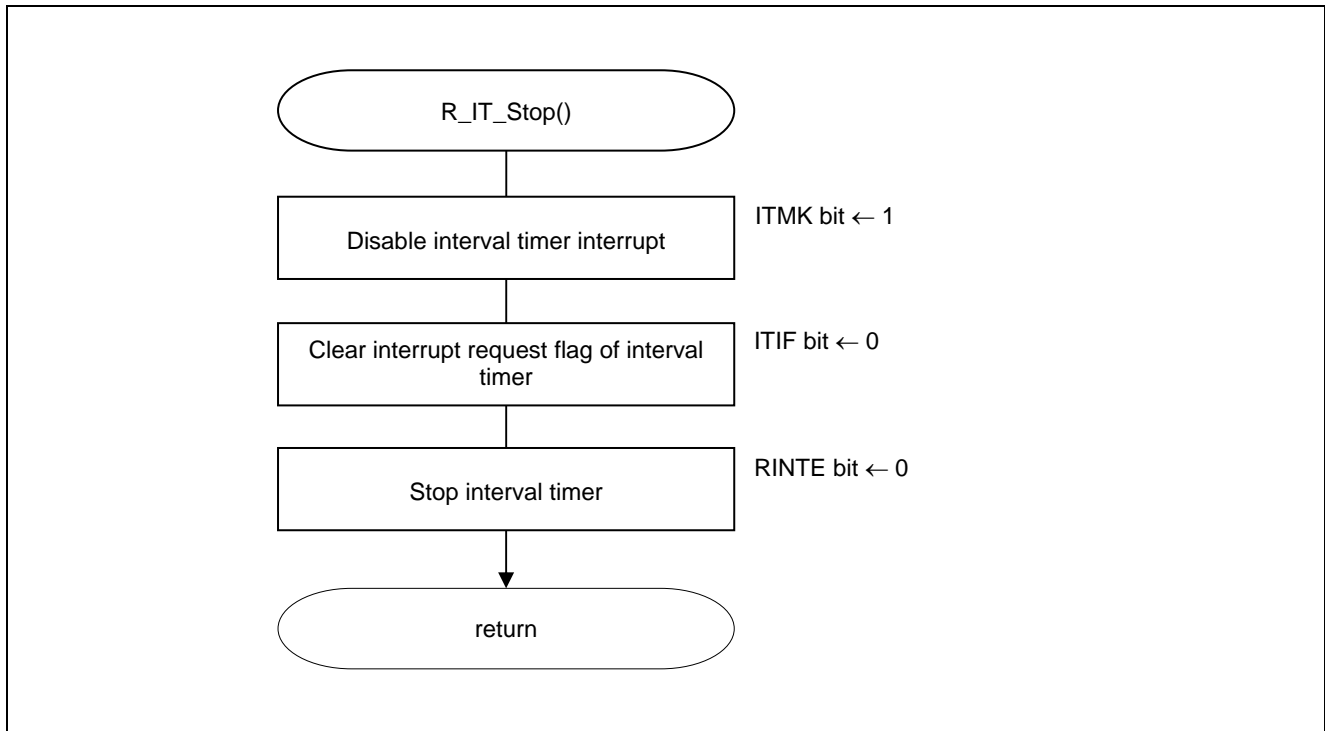 R_IT_Stop()
Disable interval timer interrupt
ITMK bit ← 1
Clear interrupt request flag of interval
timer
ITIF bit ← 0
Stop interval timer
RINTE bit ← 0
return